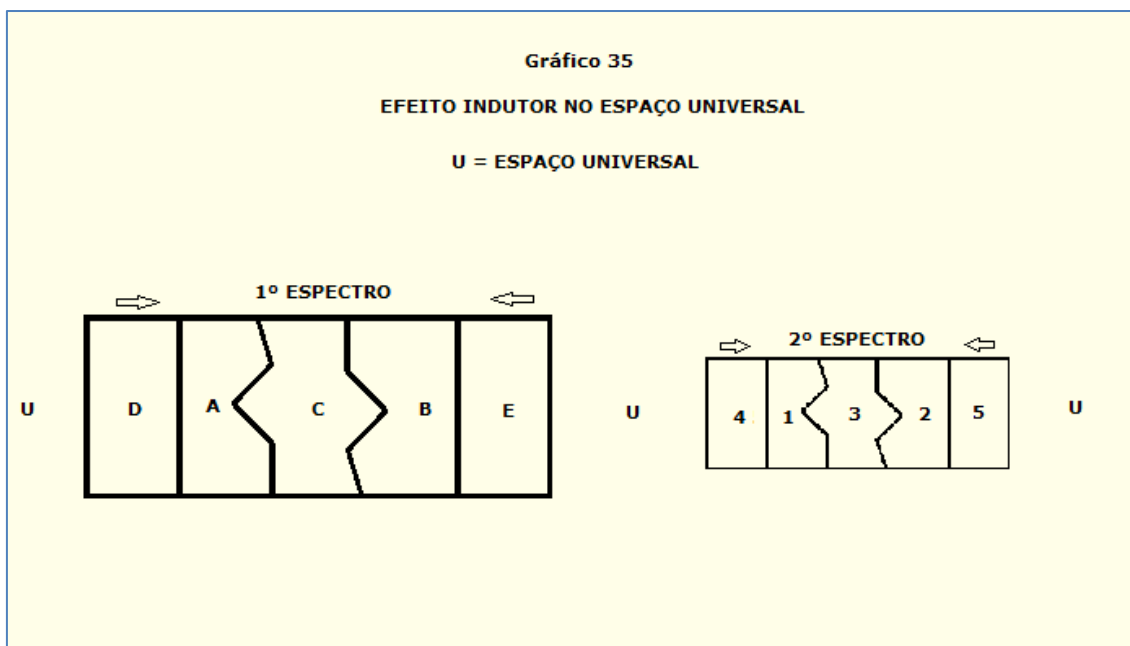 Gráfico 35
EFEITO INDUTOR NO ESPAÇO UNIVERSAL
U = ESPAÇO UNIVERSAL
1º ESPECTRO
U D A C B E
2º ESPECTRO
U 4 1 3 2 5 U